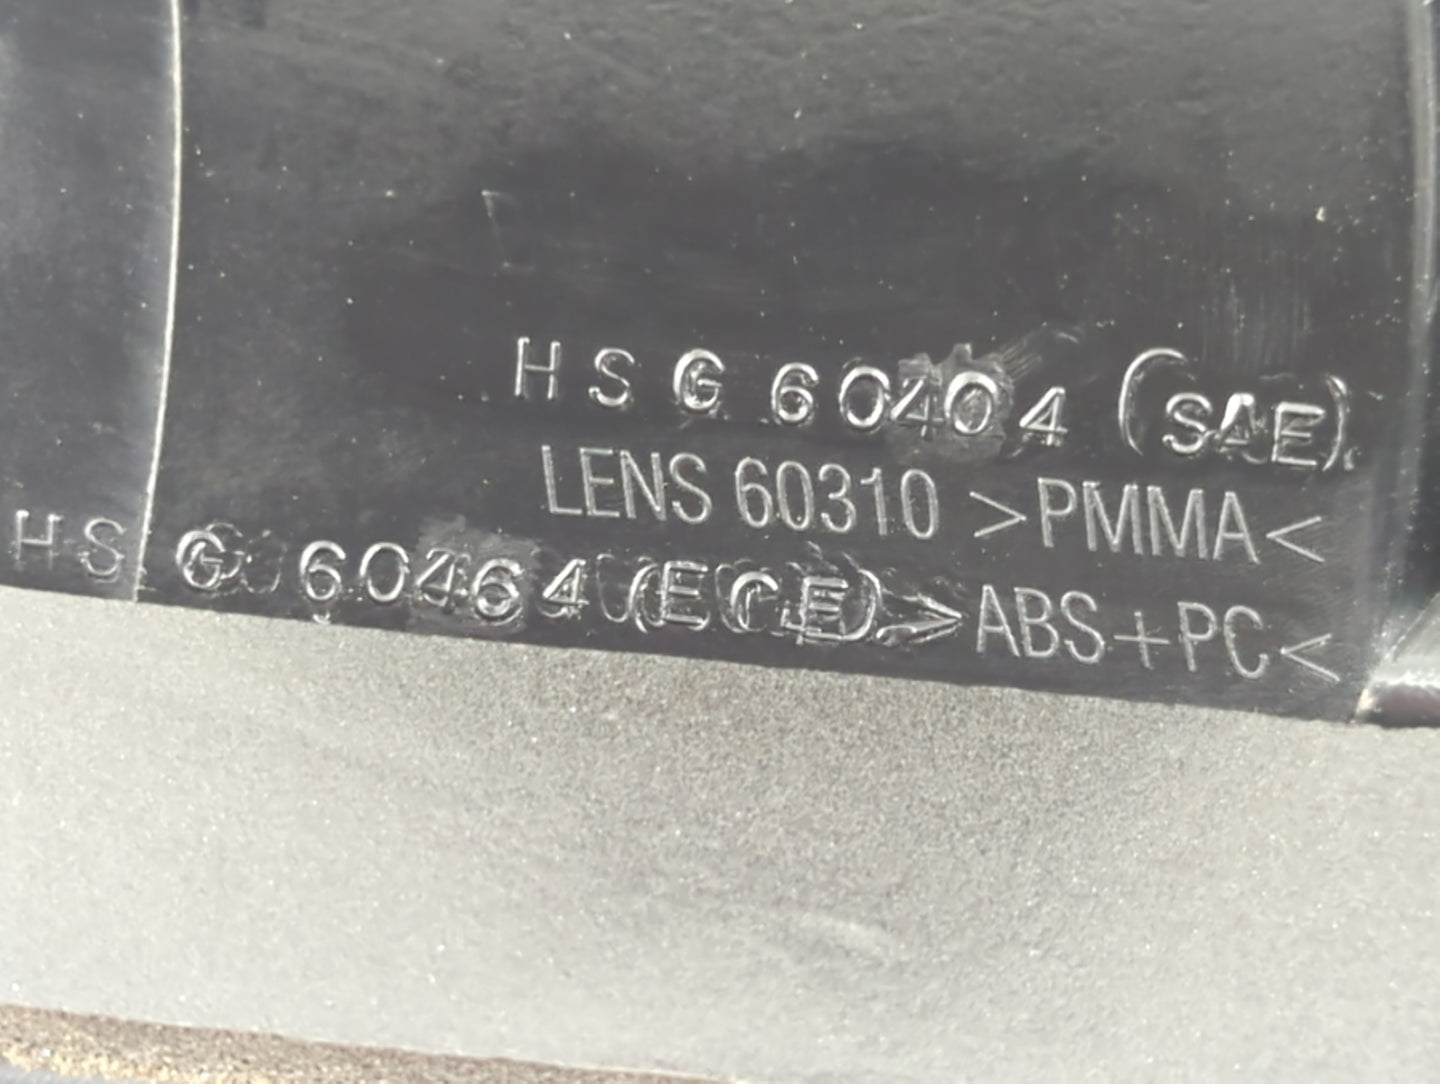 HSG 60404 (SAE)
LENS 60310 >PMMA<
HSG 60464 (ECE) >ABS+PC<